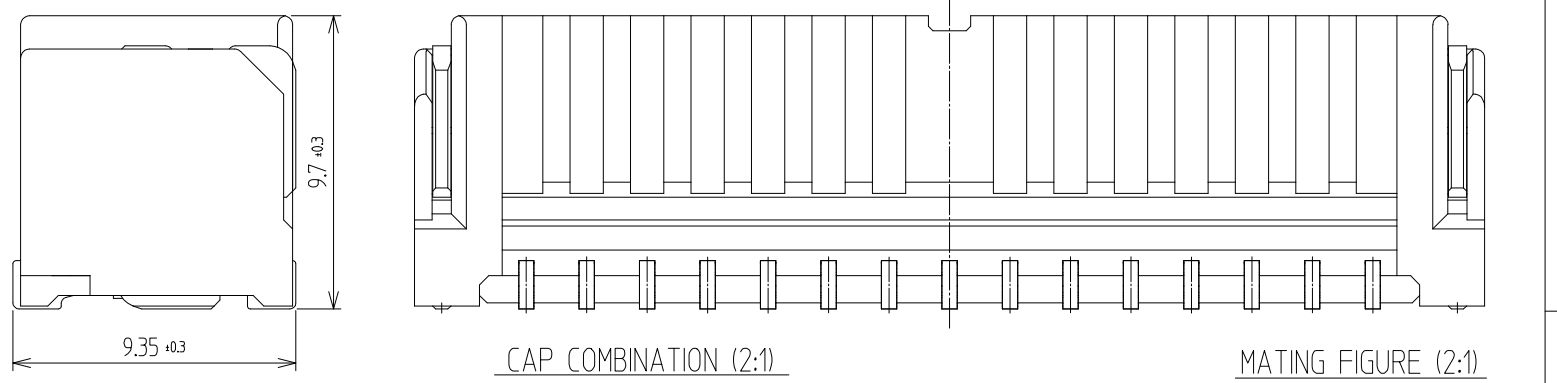 9.7 ±0.3
9.35 ±0.3
CAP COMBINATION (2:1)
MATING FIGURE (2:1)